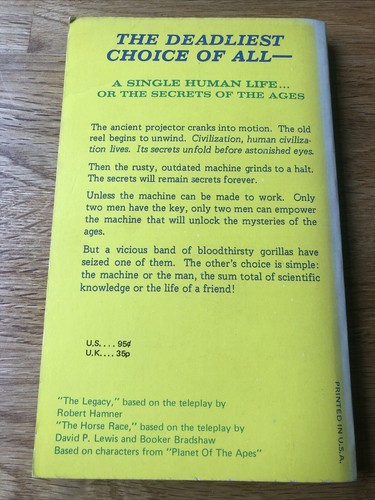 THE DEADLIEST
CHOICE OF ALL—
A SINGLE HUMAN LIFE...
OR THE SECRETS OF THE AGES
The ancient projector cranks into motion. The old
reel begins to unwind. Civilization, human civiliza-
tion lives. Its secrets unfold before astonished eyes.
Then the rusty, outdated machine grinds to a halt.
The secrets will remain secrets forever.
Unless the machine can be made to work. Only
two men have the key, only two men can empower
the machine that will unlock the mysteries of the
ages.
But a vicious band of bloodthirsty gorillas have
seized one of them. The other's choice is simple:
the machine or the man, the sum total of scientific
knowledge or the life of a friend!
U.S. . . . 95¢
U.K. . . . 35p
"The Legacy," based on the teleplay by
Robert Hamner
"The Horse Race," based on the teleplay by
David P. Lewis and Booker Bradshaw
Based on characters from "Planet Of The Apes"
PRINTED IN U.S.A.